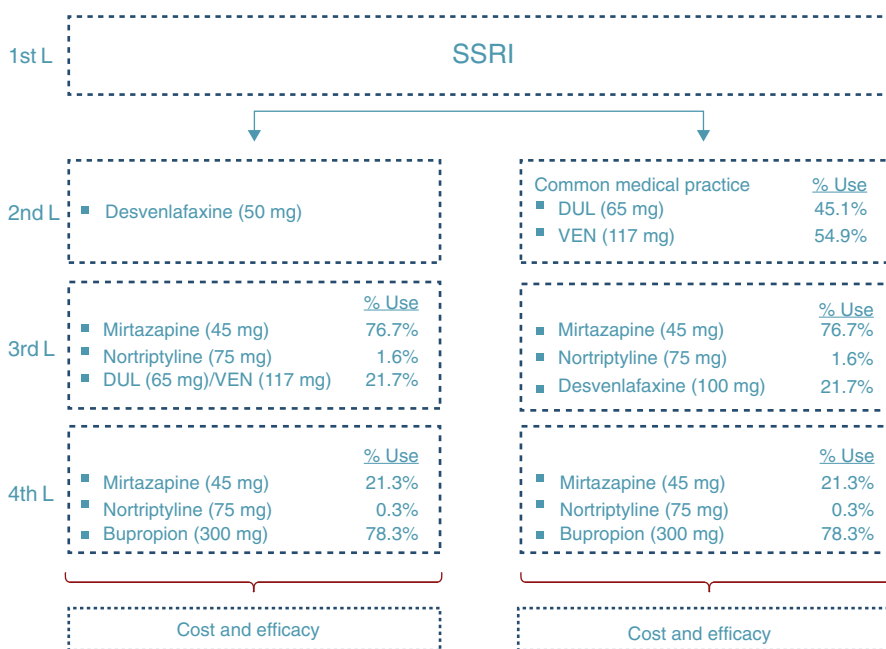 1st L
SSRI
2nd L
Desvenlafaxine (50 mg)
Common medical practice % Use
DUL (65 mg) 45.1%
VEN (117 mg) 54.9%
3rd L
% Use
Mirtazapine (45 mg) 76.7%
Nortriptyline (75 mg) 1.6%
DUL (65 mg)/VEN (117 mg) 21.7%
% Use
Mirtazapine (45 mg) 76.7%
Nortriptyline (75 mg) 1.6%
Desvenlafaxine (100 mg) 21.7%
4th L
% Use
Mirtazapine (45 mg) 21.3%
Nortriptyline (75 mg) 0.3%
Bupropion (300 mg) 78.3%
% Use
Mirtazapine (45 mg) 21.3%
Nortriptyline (75 mg) 0.3%
Bupropion (300 mg) 78.3%
Cost and efficacy
Cost and efficacy